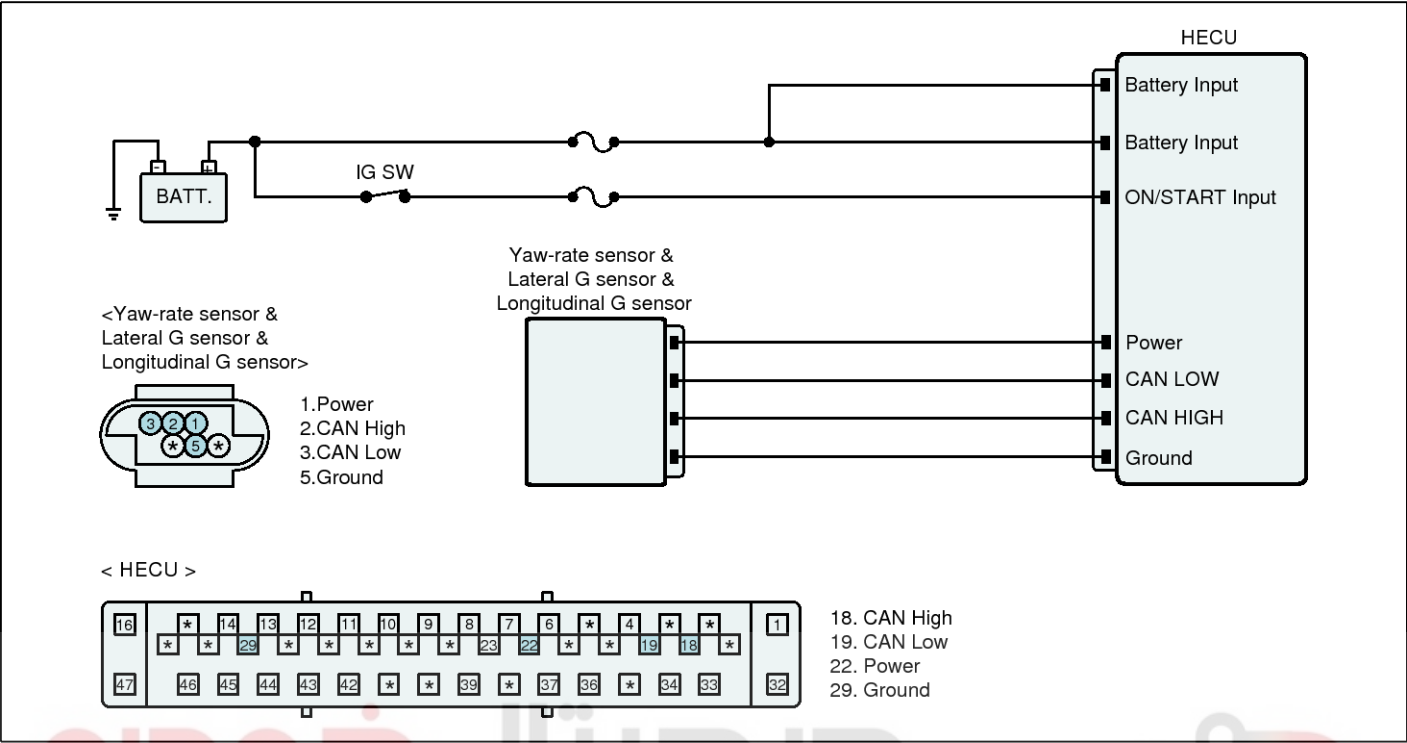 HECU
Battery Input
Battery Input
IG SW
- +
BATT.
ON/START Input
Yaw-rate sensor &
Lateral G sensor &
Longitudinal G sensor
<Yaw-rate sensor &
Lateral G sensor &
Longitudinal G sensor>
Power
CAN LOW
CAN HIGH
Ground
3 2 1
* 5 *
1.Power
2.CAN High
3.CAN Low
5.Ground
< HECU >
16 * 14 13 12 11 10 9 8 7 6 * 4 * * 1
* * 29 * * * * * 23 22 * * 19 18 *
47 46 45 44 43 42 * * 39 * 37 36 * 34 33 32
18. CAN High
19. CAN Low
22. Power
29. Ground